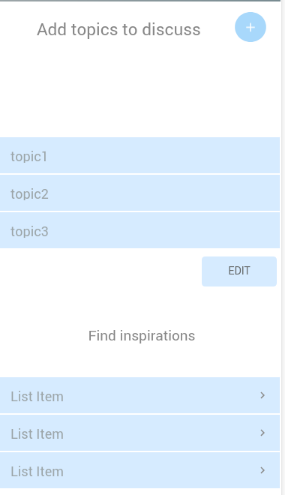 Add topics to discuss +
topic1
topic2
topic3
EDIT
Find inspirations
List Item >
List Item >
List Item >